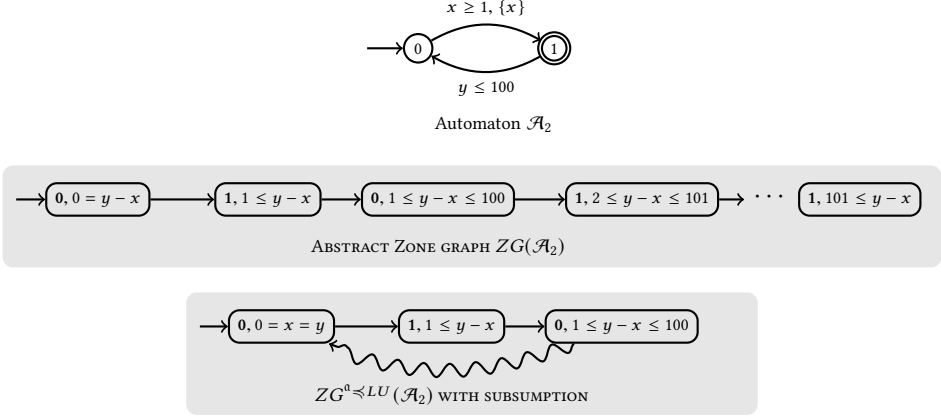 x ≥ 1, {x}
0 1
y ≤ 100
Automaton 𝒜₂
0, 0 = y − x 1, 1 ≤ y − x 0, 1 ≤ y − x ≤ 100 1, 2 ≤ y − x ≤ 101 · · · 1, 101 ≤ y − x
Abstract Zone graph ZG(𝒜₂)
0, 0 = x = y 1, 1 ≤ y − x 0, 1 ≤ y − x ≤ 100
ZG^{𝔞≼LU}(𝒜₂) with subsumption